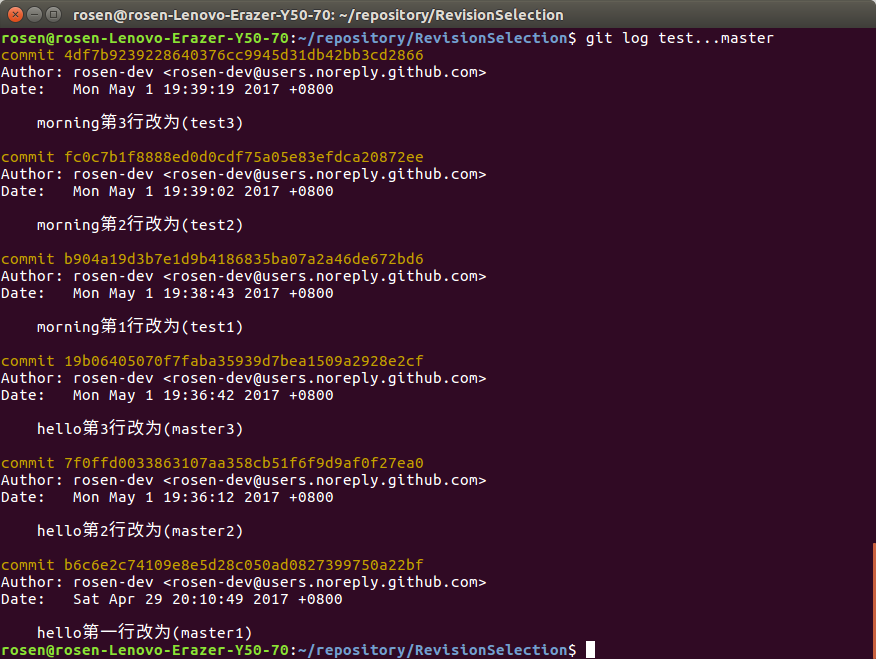 rosen@rosen-Lenovo-Erazer-Y50-70: ~/repository/RevisionSelection
rosen@rosen-Lenovo-Erazer-Y50-70:~/repository/RevisionSelection$ git log test...master
commit 4df7b9239228640376cc9945d31db42bb3cd2866
Author: rosen-dev <rosen-dev@users.noreply.github.com>
Date:   Mon May 1 19:39:19 2017 +0800
    morning第3行改为(test3)
commit fc0c7b1f8888ed0d0cdf75a05e83efdca20872ee
Author: rosen-dev <rosen-dev@users.noreply.github.com>
Date:   Mon May 1 19:39:02 2017 +0800
    morning第2行改为(test2)
commit b904a19d3b7e1d9b4186835ba07a2a46de672bd6
Author: rosen-dev <rosen-dev@users.noreply.github.com>
Date:   Mon May 1 19:38:43 2017 +0800
    morning第1行改为(test1)
commit 19b06405070f7faba35939d7bea1509a2928e2cf
Author: rosen-dev <rosen-dev@users.noreply.github.com>
Date:   Mon May 1 19:36:42 2017 +0800
    hello第3行改为(master3)
commit 7f0ffd0033863107aa358cb51f6f9d9af0f27ea0
Author: rosen-dev <rosen-dev@users.noreply.github.com>
Date:   Mon May 1 19:36:12 2017 +0800
    hello第2行改为(master2)
commit b6c6e2c74109e8e5d28c050ad0827399750a22bf
Author: rosen-dev <rosen-dev@users.noreply.github.com>
Date:   Sat Apr 29 20:10:49 2017 +0800
    hello第一行改为(master1)
rosen@rosen-Lenovo-Erazer-Y50-70:~/repository/RevisionSelection$